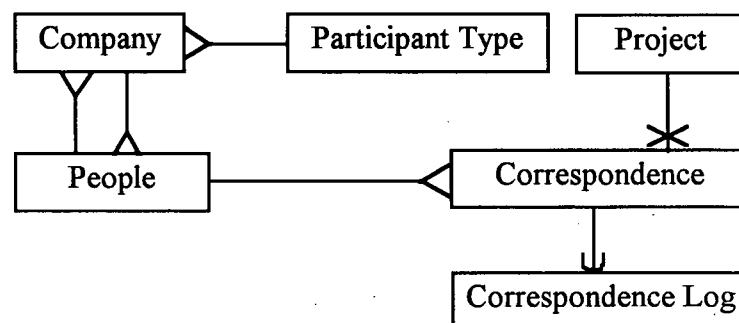 Company
Participant Type
Project
People
Correspondence
Correspondence Log